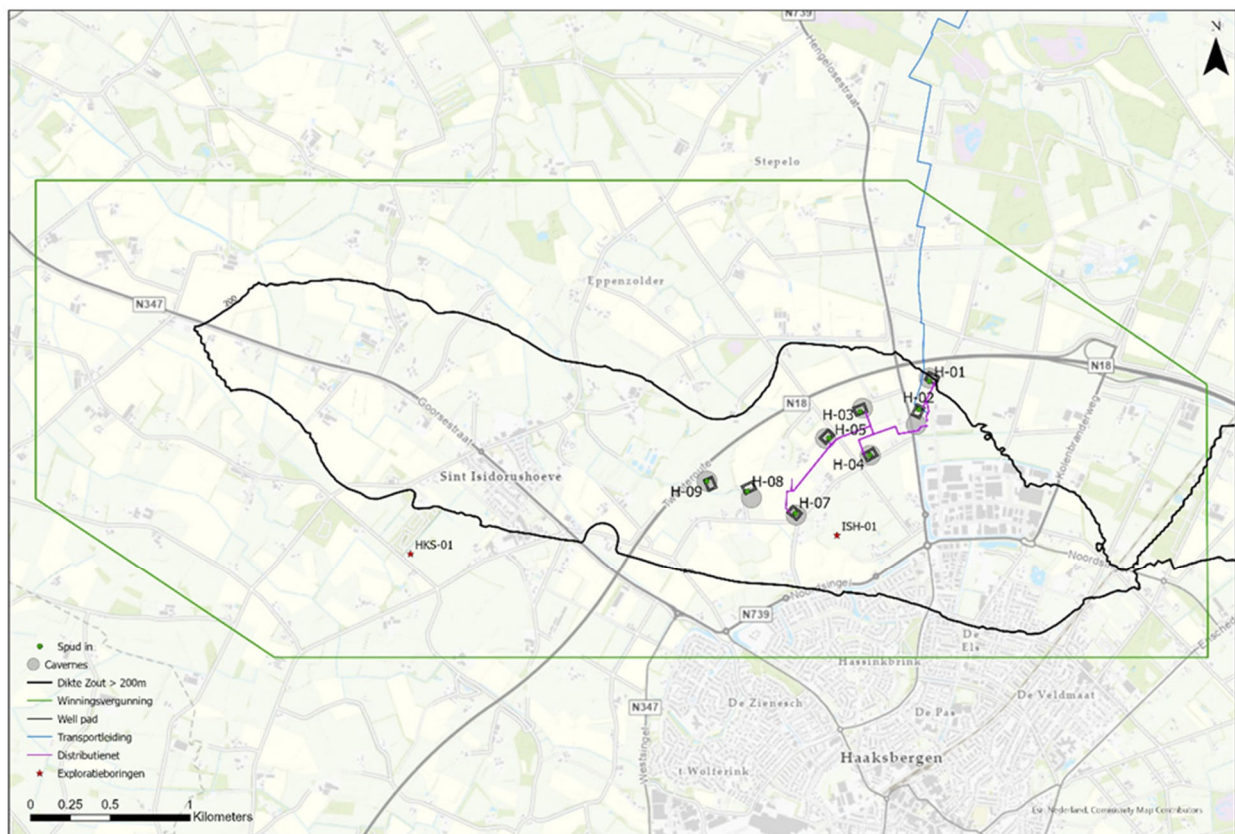 N739
N
Hengelosestraat
Stepelo
Eppenzolder
200
N347
N18
H-01
H-02
N18
H-03
H-05
Kolenbranderweg
Goorsestraat
H-04
Sint Isidorushoeve
H-09
H-08
H-07
ISH-01
HKS-01
Noordsingel
N739
De
Els
Hassinkbrink
De Veldmaat
De Zienesch
N347
De Pas
Westsingel
Haaksbergen
t Wolferink
Spud in
Cavernes
Dikte Zout > 200m
Winningsvergunning
Well pad
Transportleiding
Distributienet
Exploratieboringen
0 0.25 0.5 1
Kilometers
Esri Nederland, Community Map Contributors